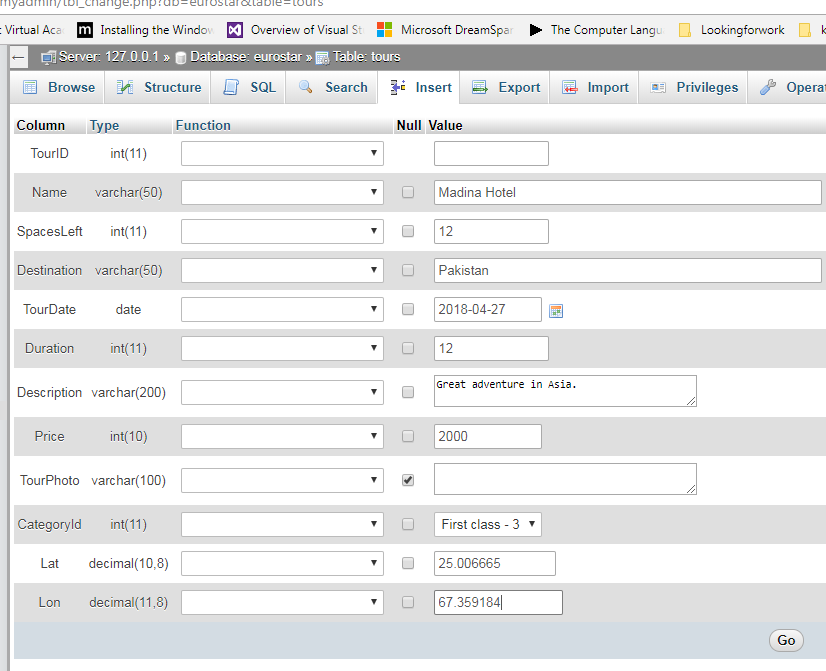 myadmin/tbl_change.php?db=eurostar&table=tours
Virtual Aca m Installing the Window Overview of Visual St Microsoft DreamSpar The Computer Langu Lookingforwork k
← Server: 127.0.0.1 » Database: eurostar » Table: tours
Browse Structure SQL Search Insert Export Import Privileges Opera
Column Type Function Null Value
TourID int(11)
Name varchar(50) Madina Hotel
SpacesLeft int(11) 12
Destination varchar(50) Pakistan
TourDate date 2018-04-27
Duration int(11) 12
Description varchar(200) Great adventure in Asia.
Price int(10) 2000
TourPhoto varchar(100)
CategoryId int(11) First class - 3
Lat decimal(10,8) 25.006665
Lon decimal(11,8) 67.359184
Go